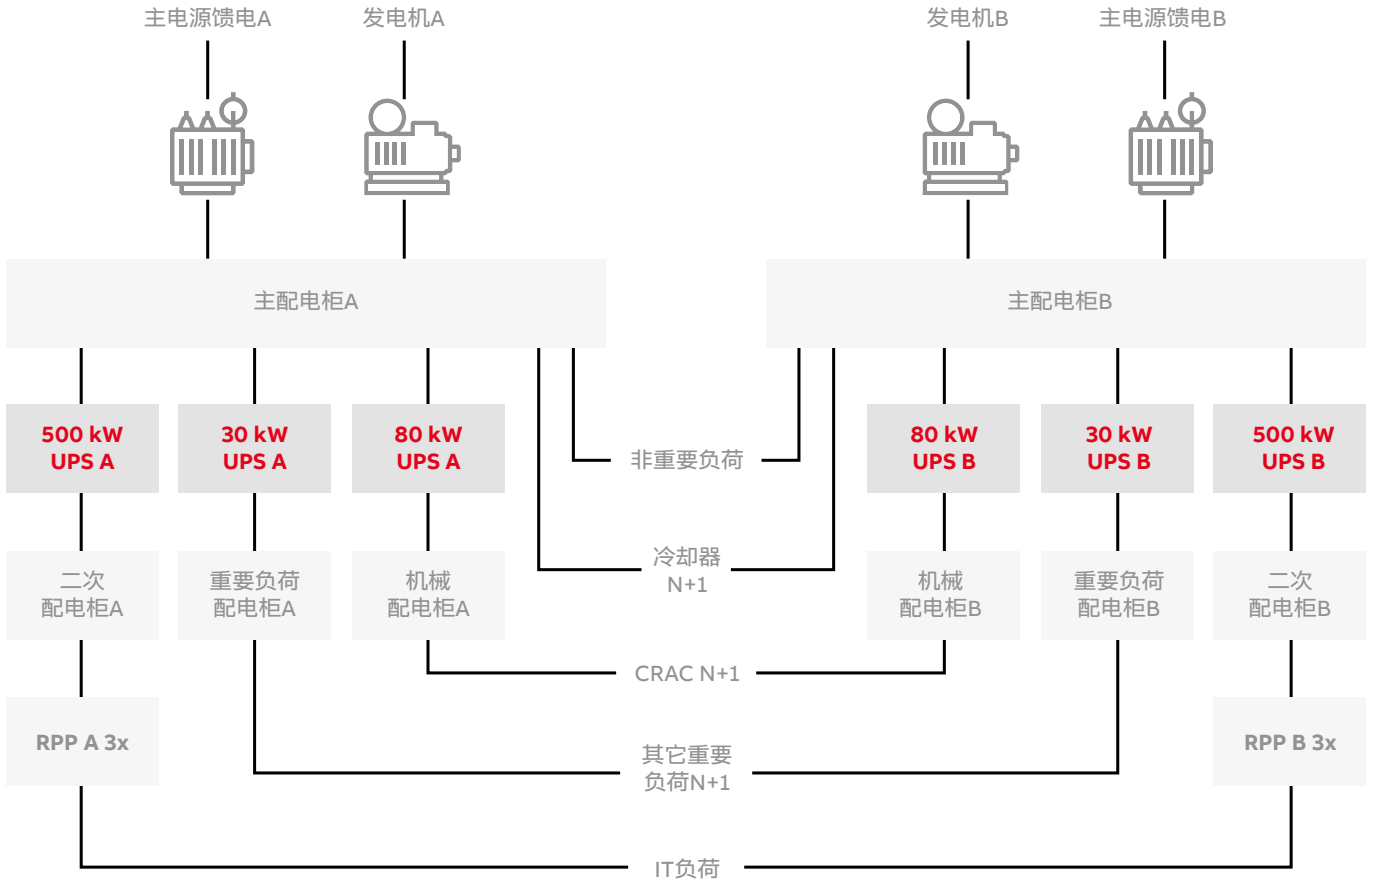 主电源馈电A
发电机A
发电机B
主电源馈电B
主配电柜A
主配电柜B
500 kW
UPS A
30 kW
UPS A
80 kW
UPS A
非重要负荷
80 kW
UPS B
30 kW
UPS B
500 kW
UPS B
二次
配电柜A
重要负荷
配电柜A
机械
配电柜A
冷却器
N+1
机械
配电柜B
重要负荷
配电柜B
二次
配电柜B
CRAC N+1
RPP A 3x
其它重要
负荷N+1
RPP B 3x
IT负荷